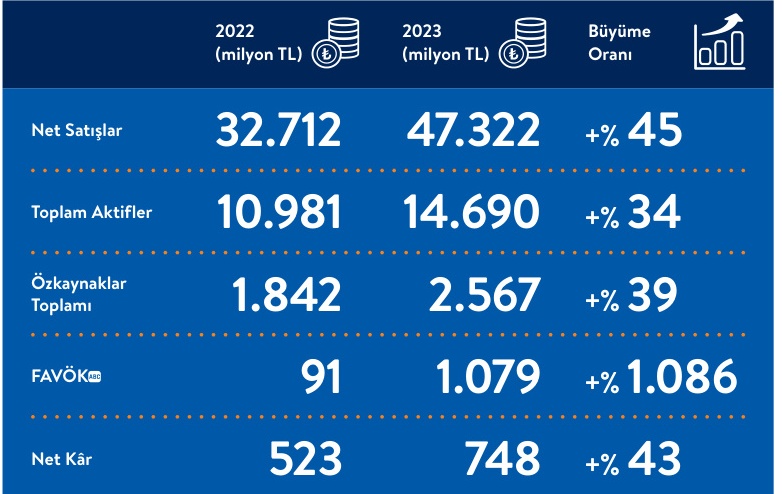 2022
(milyon TL)
2023
(milyon TL)
Büyüme
Oranı
Net Satışlar 32.712 47.322 +% 45
Toplam Aktifler 10.981 14.690 +% 34
Özkaynaklar
Toplamı 1.842 2.567 +% 39
FAVÖK ABC 91 1.079 +% 1.086
Net Kâr 523 748 +% 43